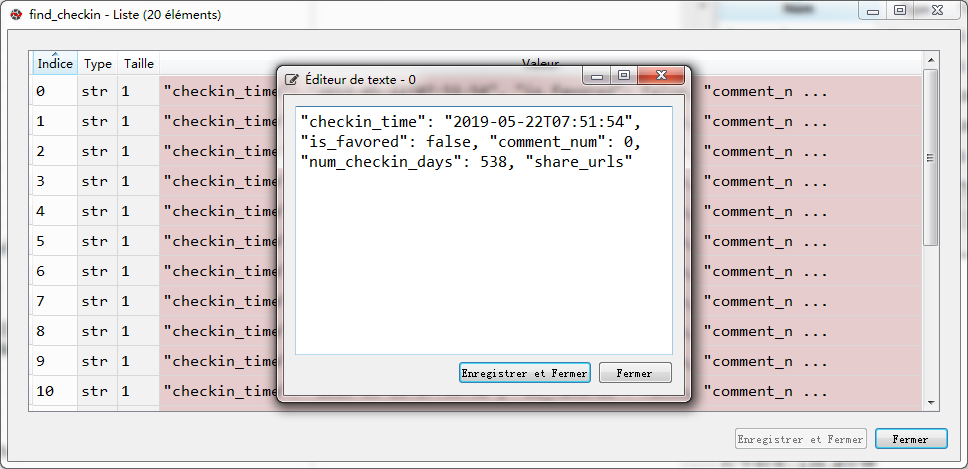 find_checkin - Liste (20 éléments)
Indice Type Taille Valeur
Éditeur de texte - 0
"checkin_time": "2019-05-22T07:51:54",
"is_favored": false, "comment_num": 0,
"num_checkin_days": 538, "share_urls"
Enregistrer et Fermer Fermer
0 str 1 "checkin_time "comment_n ...
1 str 1 "checkin_time "comment_n ...
2 str 1 "checkin_time "comment_n ...
3 str 1 "checkin_time "comment_n ...
4 str 1 "checkin_time "comment_n ...
5 str 1 "checkin_time "comment_n ...
6 str 1 "checkin_time "comment_n ...
7 str 1 "checkin_time "comment_n ...
8 str 1 "checkin_time "comment_n ...
9 str 1 "checkin_time "comment_n ...
10 str 1 "checkin_time "comment_n ...
Enregistrer et Fermer Fermer